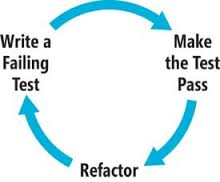 Write a
Failing
Test
Make
the Test
Pass
Refactor